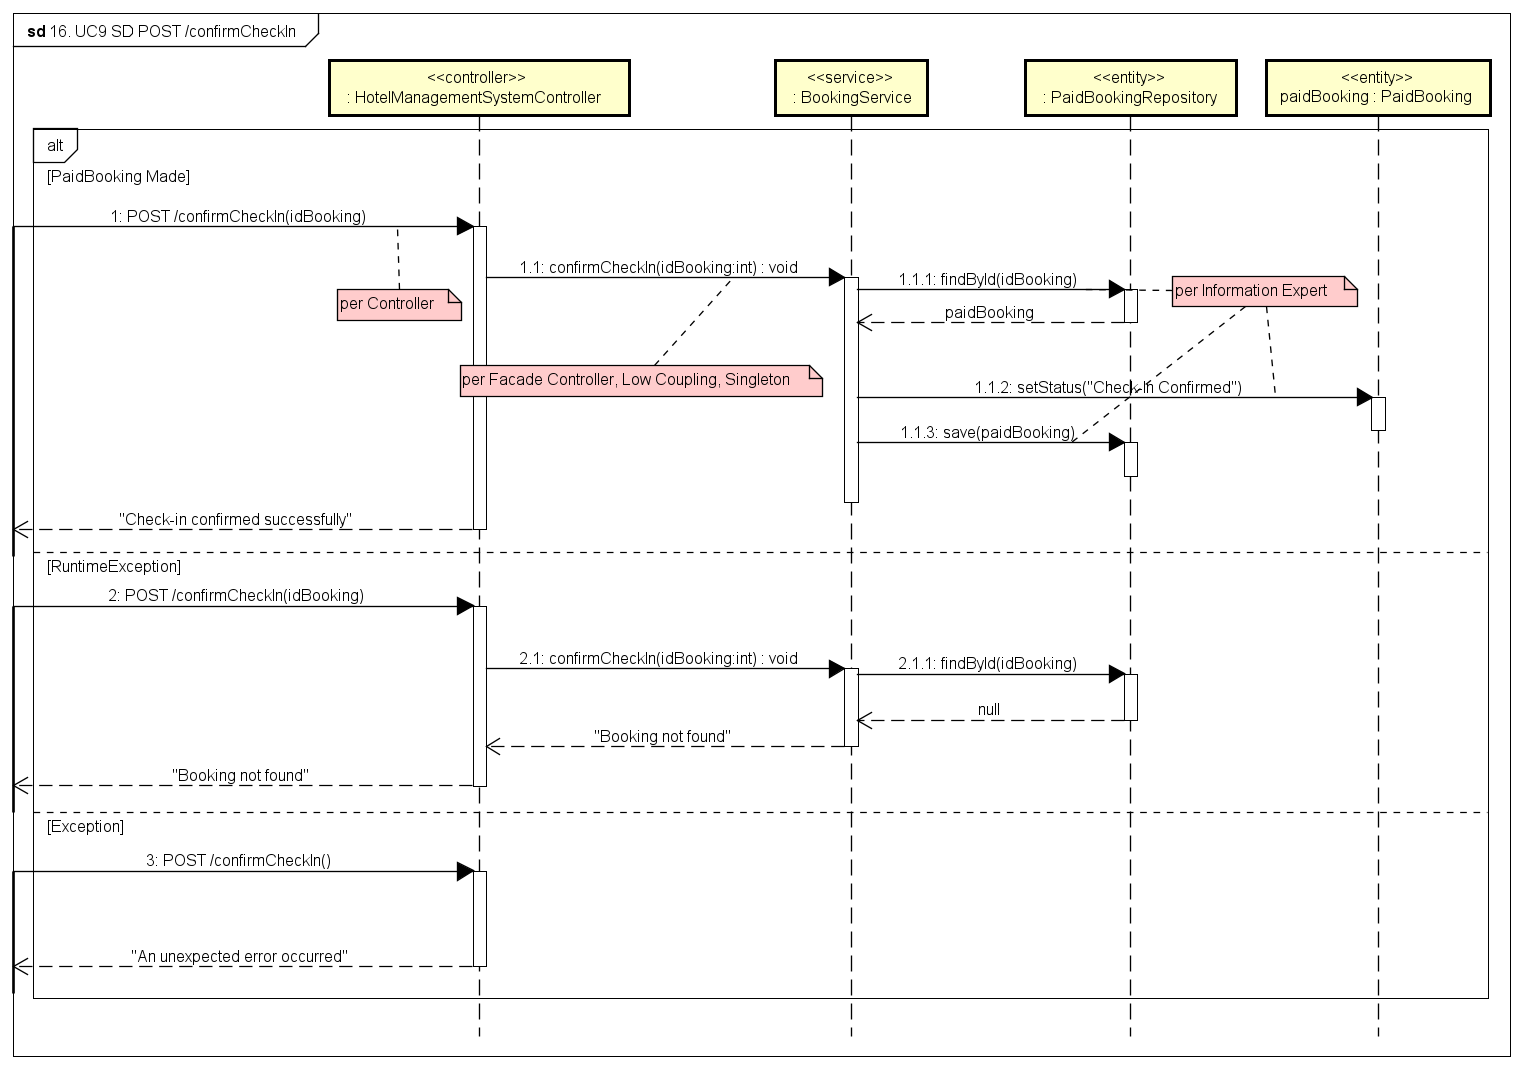 sd 16. UC9 SD POST /confirmCheckIn
<<controller>>
: HotelManagementSystemController
<<service>>
: BookingService
<<entity>>
: PaidBookingRepository
<<entity>>
paidBooking : PaidBooking
alt
[PaidBooking Made]
1: POST /confirmCheckIn(idBooking)
1.1: confirmCheckIn(idBooking:int) : void
1.1.1: findById(idBooking)
per Information Expert
per Controller
paidBooking
per Facade Controller, Low Coupling, Singleton
1.1.2: setStatus("Check-In Confirmed")
1.1.3: save(paidBooking)
"Check-in confirmed successfully"
[RuntimeException]
2: POST /confirmCheckIn(idBooking)
2.1: confirmCheckIn(idBooking:int) : void
2.1.1: findById(idBooking)
null
"Booking not found"
"Booking not found"
[Exception]
3: POST /confirmCheckIn()
"An unexpected error occurred"